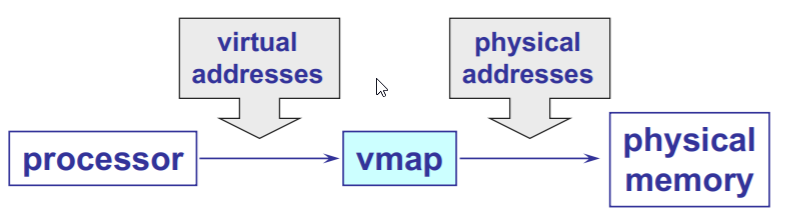 virtual
addresses
physical
addresses
processor
vmap
physical
memory